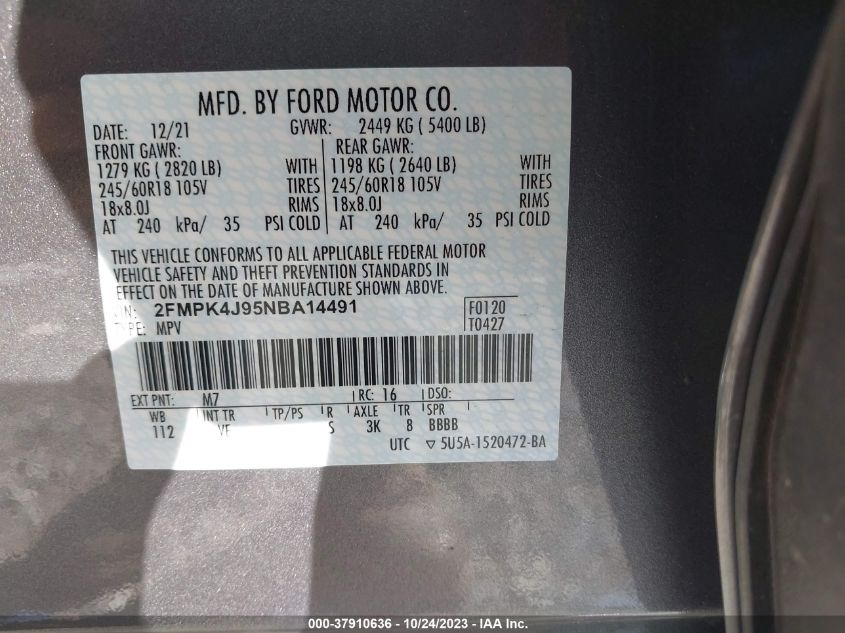 MFD. BY FORD MOTOR CO.
DATE: 12/21 GVWR: 2449 KG ( 5400 LB)
FRONT GAWR: REAR GAWR:
1279 KG ( 2820 LB) WITH 1198 KG ( 2640 LB) WITH
245/60R18 105V TIRES 245/60R18 105V TIRES
18x8.0J RIMS 18x8.0J RIMS
AT 240 kPa/ 35 PSI COLD AT 240 kPa/ 35 PSI COLD
THIS VEHICLE CONFORMS TO ALL APPLICABLE FEDERAL MOTOR
VEHICLE SAFETY AND THEFT PREVENTION STANDARDS IN
EFFECT ON THE DATE OF MANUFACTURE SHOWN ABOVE.
VIN: 2FMPK4J95NBA14491 F0120
TYPE: MPV T0427
EXT PNT: M7 RC: 16 DSO:
WB INT TR TP/PS R AXLE TR SPR
112 VF S 3K 8 BBBB
UTC ▽ 5U5A-1520472-BA
000-37910636 - 10/24/2023 - IAA Inc.